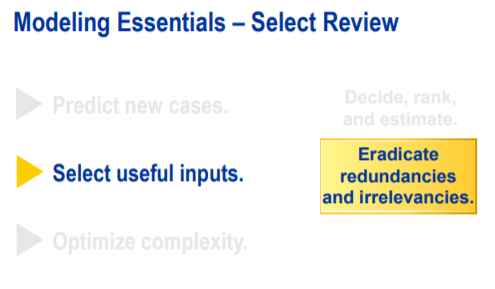 Modeling Essentials – Select Review
Predict new cases.
Decide, rank,
and estimate.
Select useful inputs.
Eradicate
redundancies
and irrelevancies.
Optimize complexity.